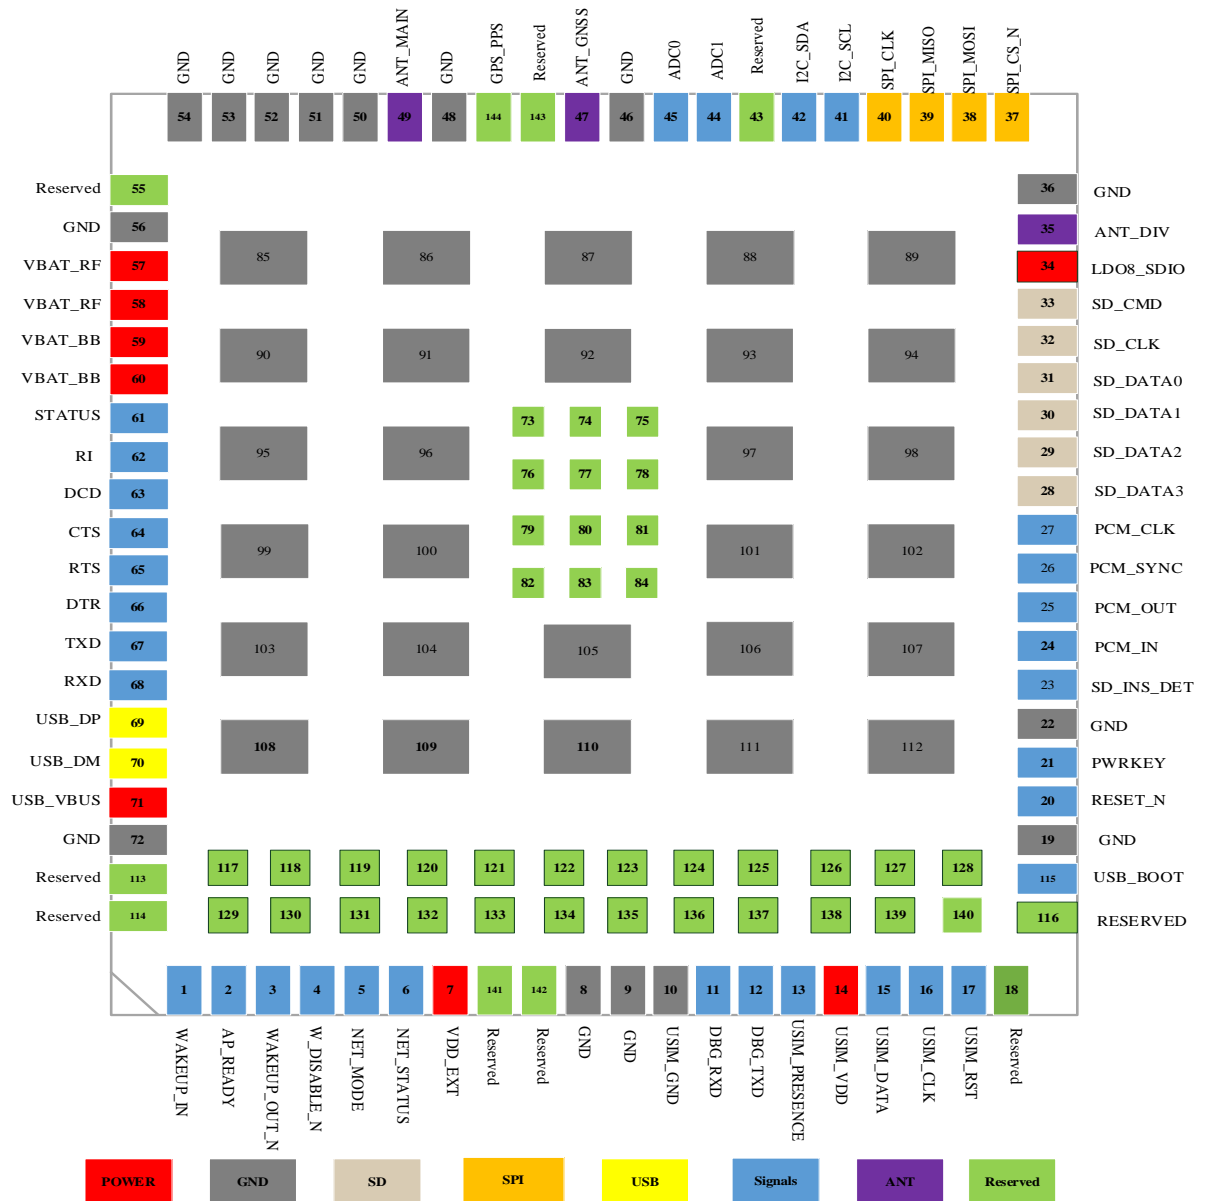 GND
GND
GND
GND
GND
ANT_MAIN
GND
GPS_PPS
Reserved
ANT_GNSS
GND
ADC0
ADC1
Reserved
I2C_SDA
I2C_SCL
SPI_CLK
SPI_MISO
SPI_MOSI
SPI_CS_N
54 53 52 51 50 49 48 144 143 47 46 45 44 43 42 41 40 39 38 37
Reserved 55 36 GND
GND 56 35 ANT_DIV
VBAT_RF 57 85 86 87 88 89 34 LDO8_SDIO
VBAT_RF 58 33 SD_CMD
VBAT_BB 59 90 91 92 93 94 32 SD_CLK
VBAT_BB 60 31 SD_DATA0
STATUS 61 73 74 75 30 SD_DATA1
RI 62 95 96 97 98 29 SD_DATA2
76 77 78
DCD 63 28 SD_DATA3
CTS 64 79 80 81 27 PCM_CLK
99 100 101 102
RTS 65 82 83 84 26 PCM_SYNC
DTR 66 25 PCM_OUT
TXD 67 103 104 105 106 107 24 PCM_IN
RXD 68 23 SD_INS_DET
USB_DP 69 22 GND
108 109 110 111 112
USB_DM 70 21 PWRKEY
USB_VBUS 71 20 RESET_N
GND 72 19 GND
117 118 119 120 121 122 123 124 125 126 127 128
Reserved 113 115 USB_BOOT
Reserved 114 129 130 131 132 133 134 135 136 137 138 139 140 116 RESERVED
1 2 3 4 5 6 7 141 142 8 9 10 11 12 13 14 15 16 17 18
WAKEUP_IN
AP_READY
WAKEUP_OUT_N
W_DISABLE_N
NET_MODE
NET_STATUS
VDD_EXT
Reserved
Reserved
GND
GND
USIM_GND
DBG_RXD
DBG_TXD
USIM_PRESENCE
USIM_VDD
USIM_DATA
USIM_CLK
USIM_RST
Reserved
POWER GND SD SPI USB Signals ANT Reserved